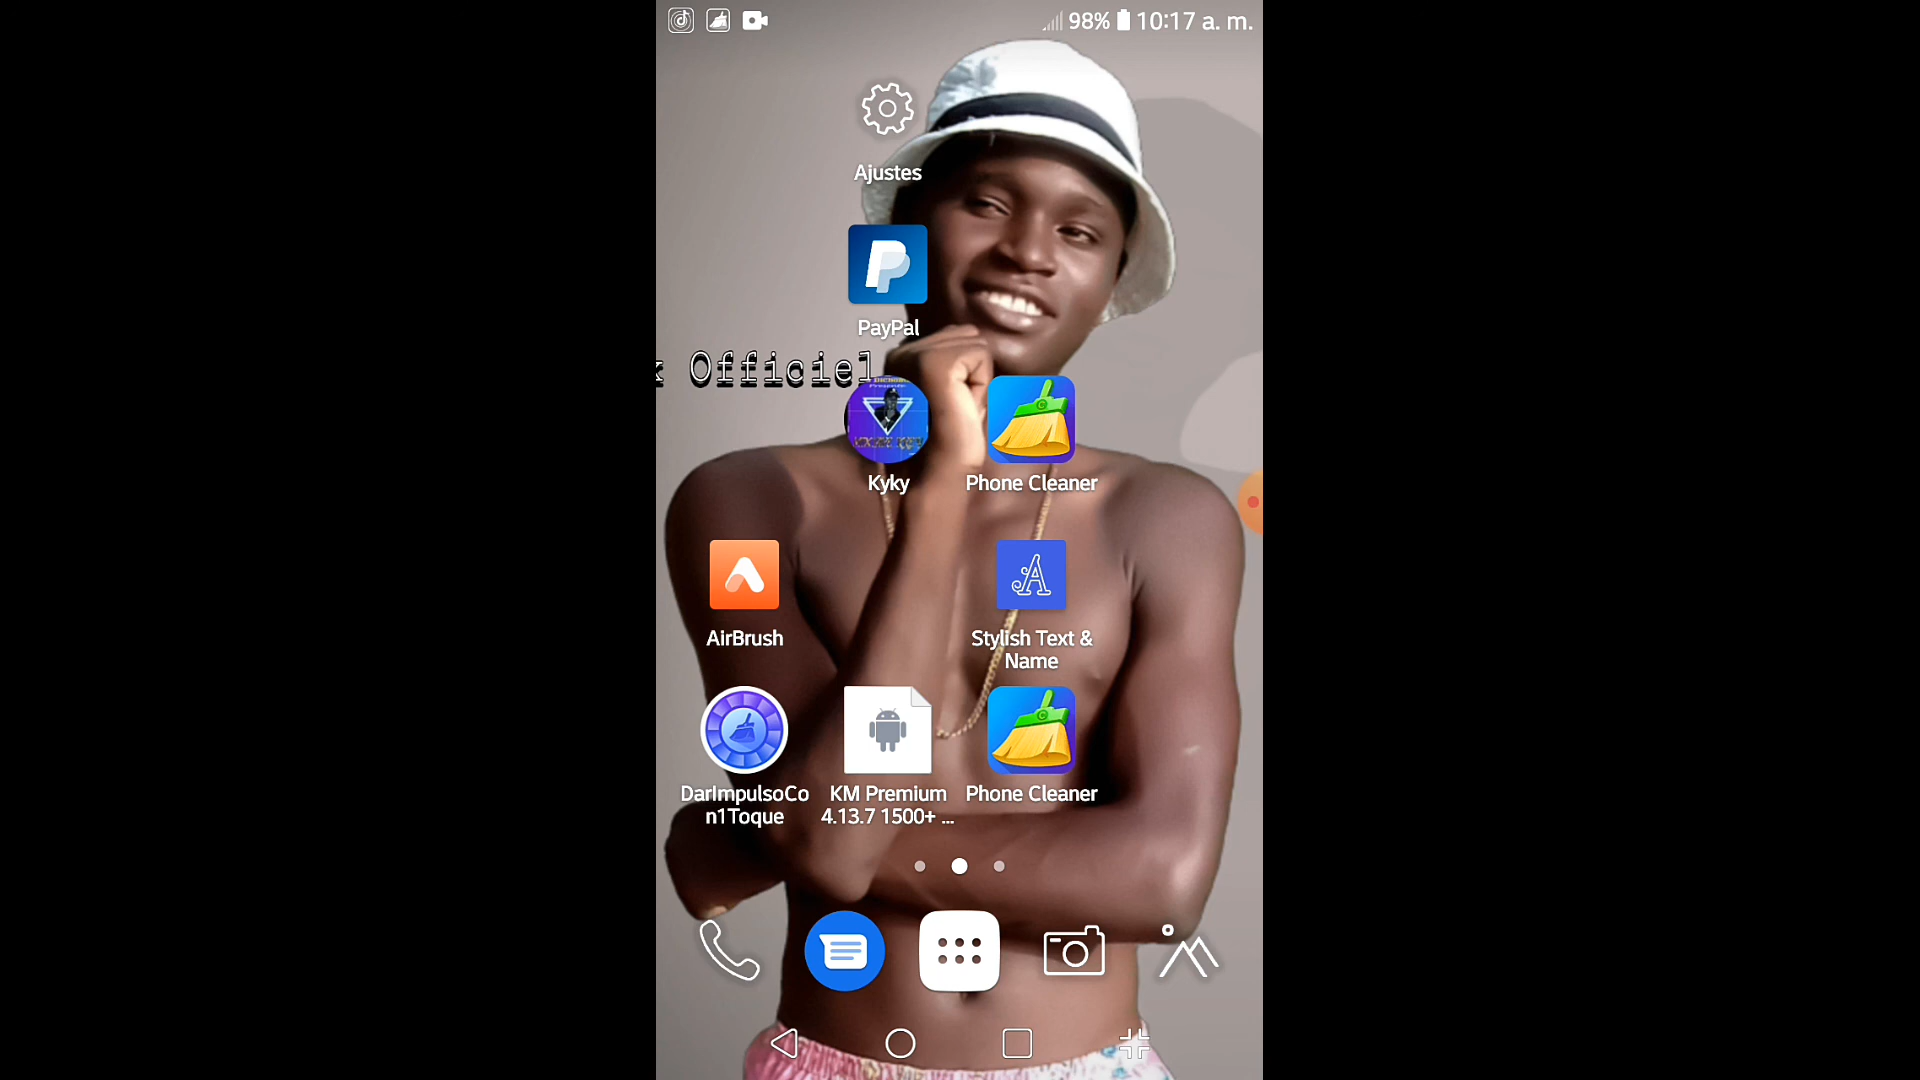 98% 10:17 a. m.
Ajustes
PayPal
Officiel
Kyky
Phone Cleaner
AirBrush
Stylish Text &
Name
DarImpulsoCo
n1Toque
KM Premium
4.13.7 1500+ ...
Phone Cleaner